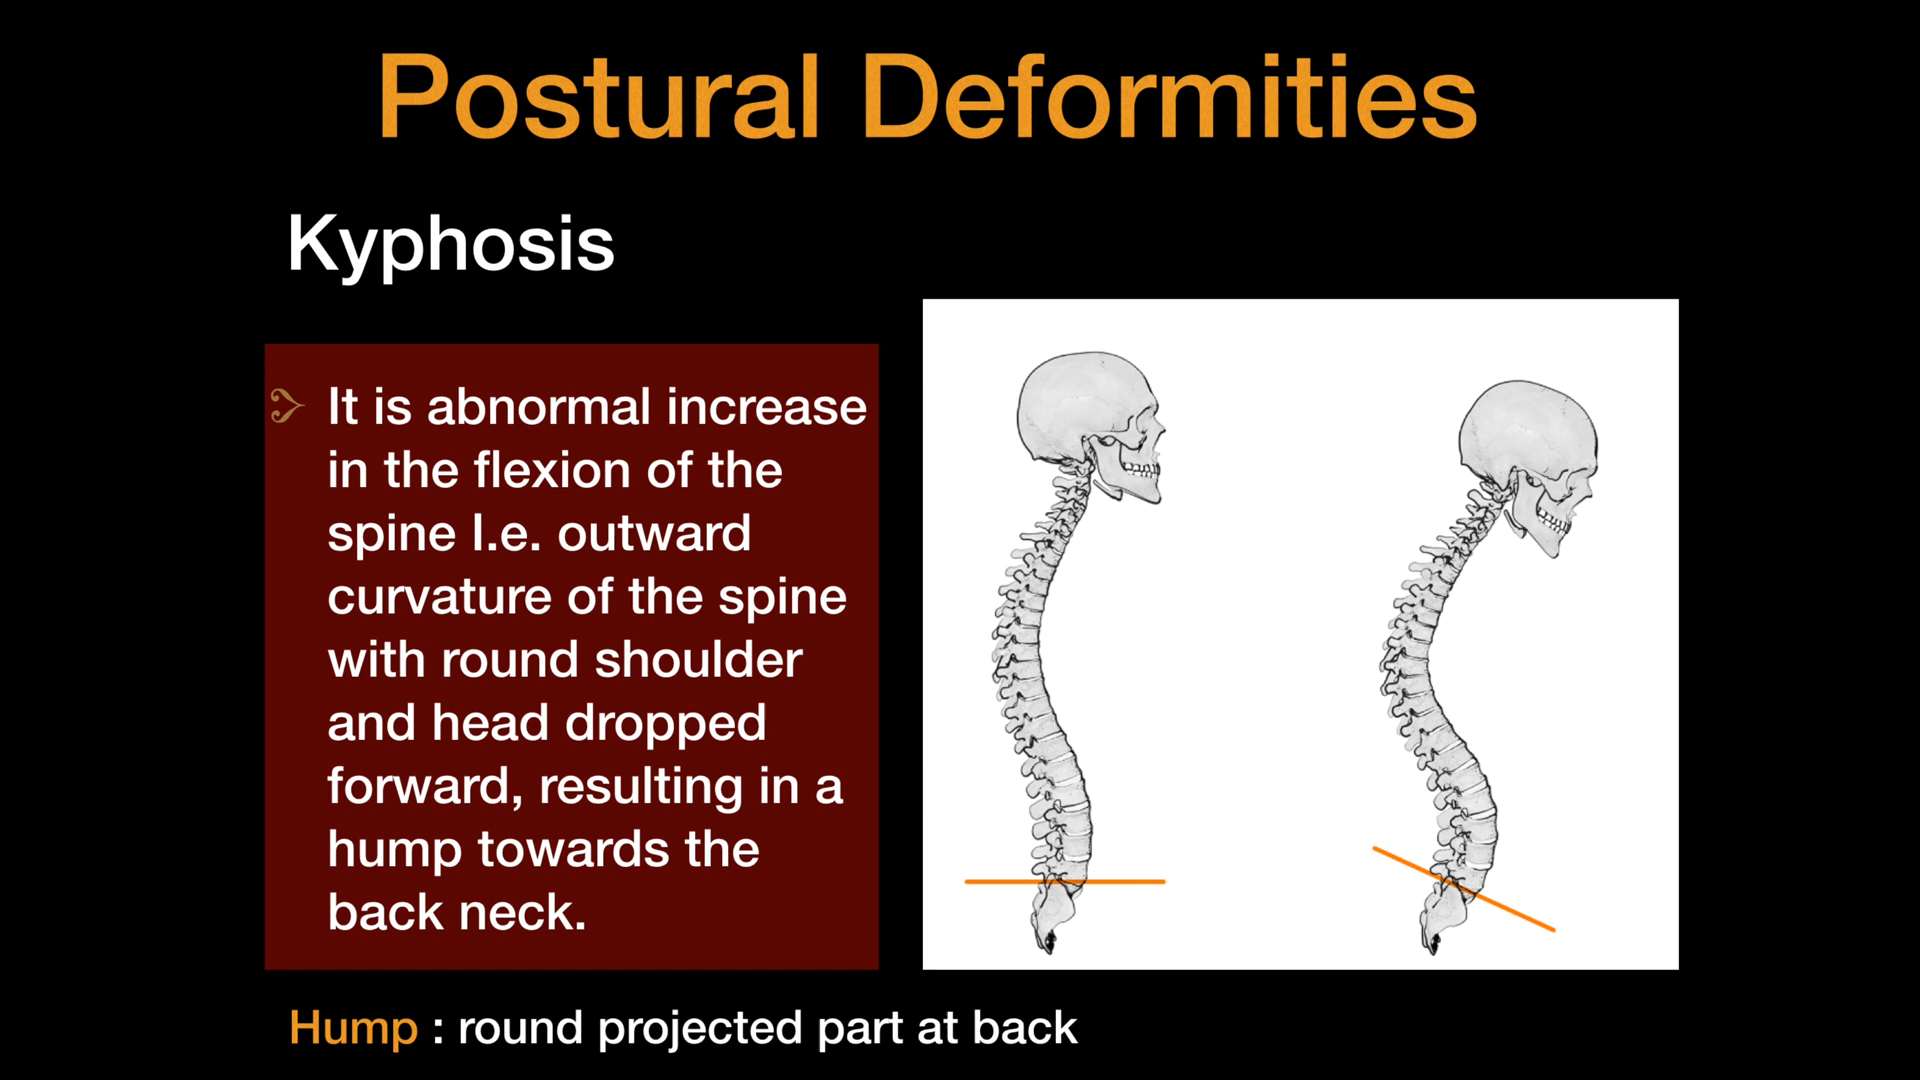 Postural Deformities
Kyphosis
It is abnormal increase
in the flexion of the
spine I.e. outward
curvature of the spine
with round shoulder
and head dropped
forward, resulting in a
hump towards the
back neck.
Hump : round projected part at back